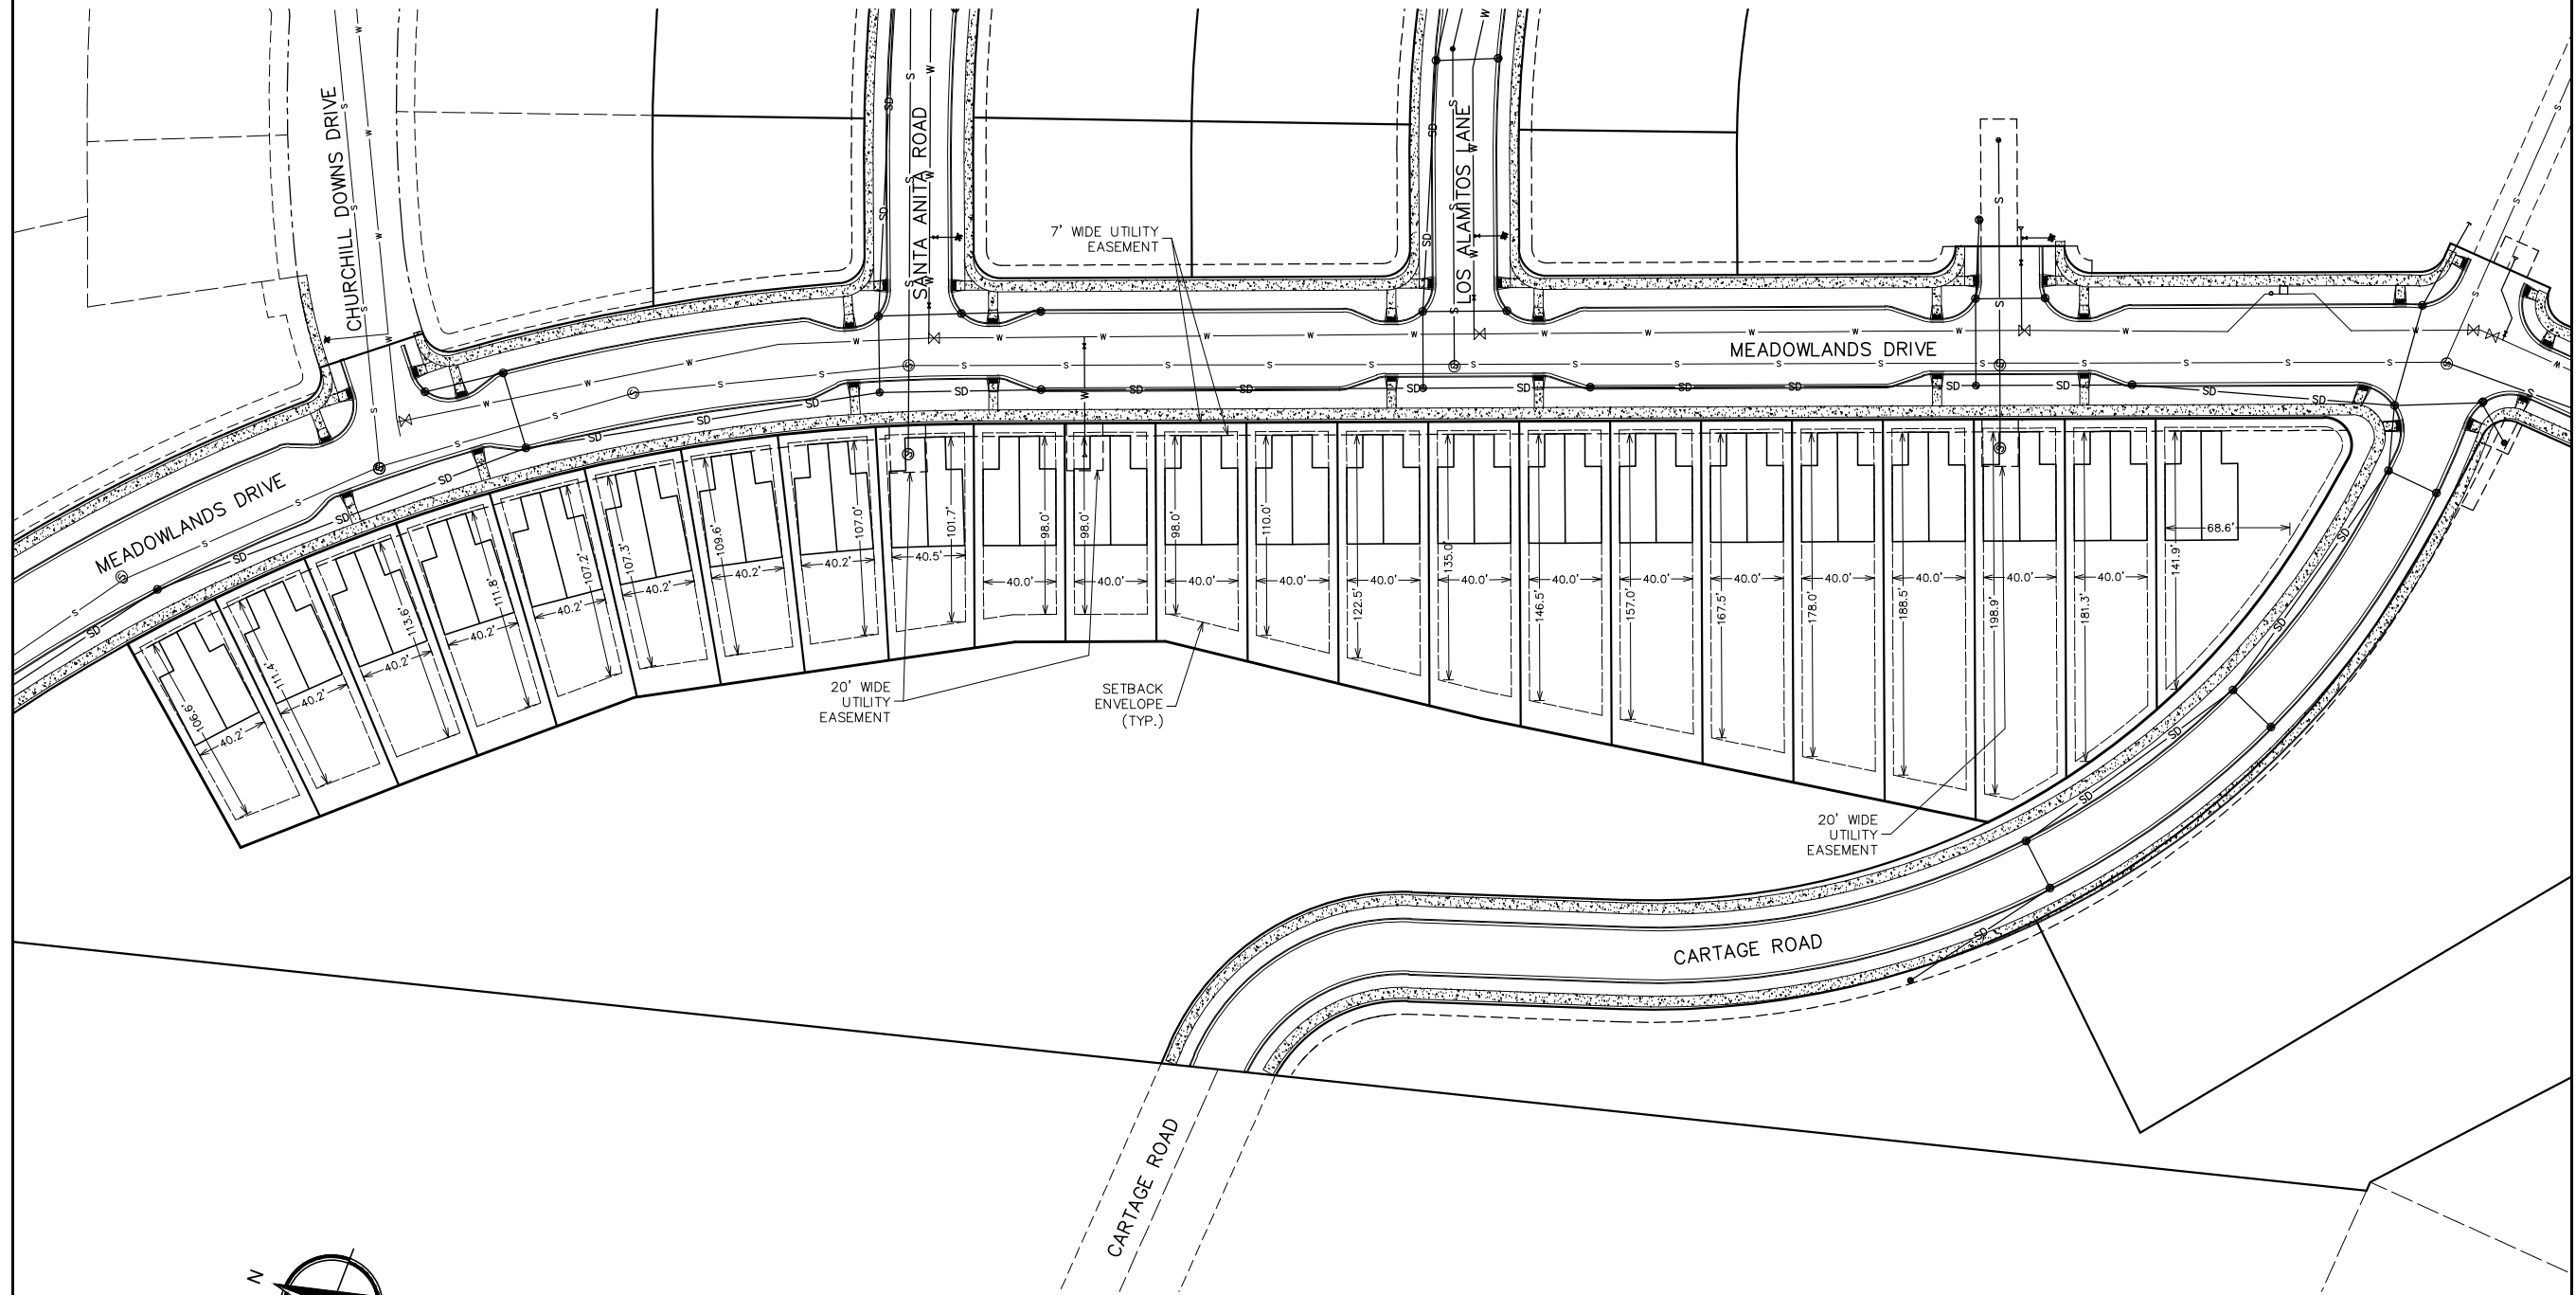 CHURCHILL DOWNS DRIVE
SANTA ANITA ROAD
LOS ALAMITOS LANE
7' WIDE UTILITY
EASEMENT
MEADOWLANDS DRIVE
MEADOWLANDS DRIVE
106.6'
40.2'
111.4'
40.2'
113.6'
40.2'
111.8'
40.2'
107.2'
40.2'
107.3'
40.2'
109.6'
40.2'
107.0'
40.2'
101.7'
40.5'
98.0'
40.0'
98.0'
40.0'
98.0'
40.0'
110.0'
40.0'
122.5'
40.0'
135.0'
40.0'
146.5'
40.0'
157.0'
40.0'
167.5'
40.0'
178.0'
40.0'
188.5'
40.0'
198.9'
40.0'
181.3'
40.0'
141.9'
68.6'
20' WIDE
UTILITY
EASEMENT
SETBACK
ENVELOPE
(TYP.)
20' WIDE
UTILITY
EASEMENT
CARTAGE ROAD
CARTAGE ROAD
N